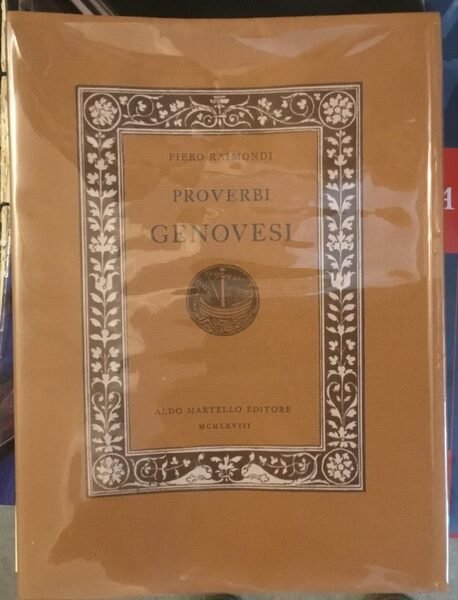 PIERO RAIMONDI
PROVERBI
GENOVESI
ALDO MARTELLO EDITORE
MCMLXVIII